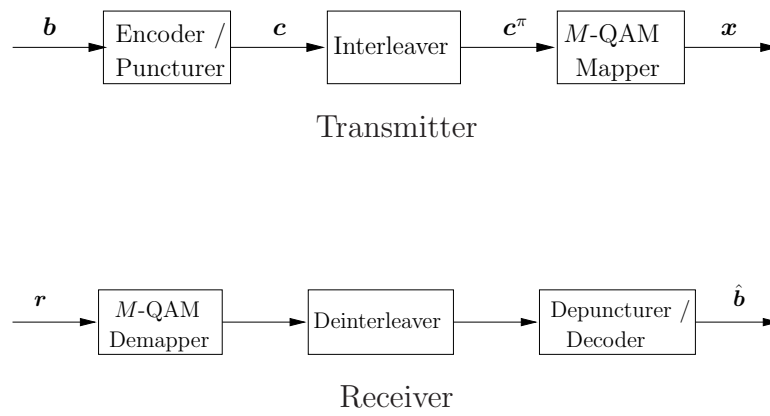 b
Encoder /
Puncturer
c
Interleaver
c^π
M-QAM
Mapper
x
Transmitter
r
M-QAM
Demapper
Deinterleaver
Depuncturer /
Decoder
b̂
Receiver